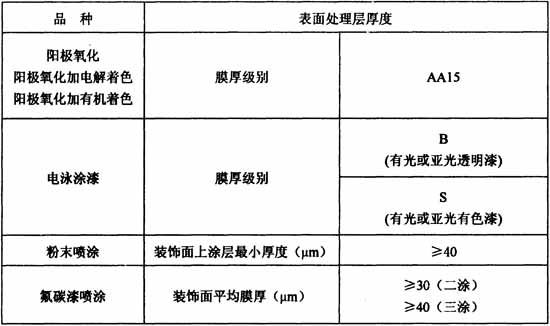 品 种 表面处理层厚度
阳极氧化
阳极氧化加电解着色
阳极氧化加有机着色
膜厚级别
AA15
电泳涂漆
膜厚级别
B
(有光或亚光透明漆)
S
(有光或亚光有色漆)
粉末喷涂 装饰面上涂层最小厚度（μm） ≥40
氟碳漆喷涂 装饰面平均膜厚（μm）
≥30（二涂）
≥40（三涂）